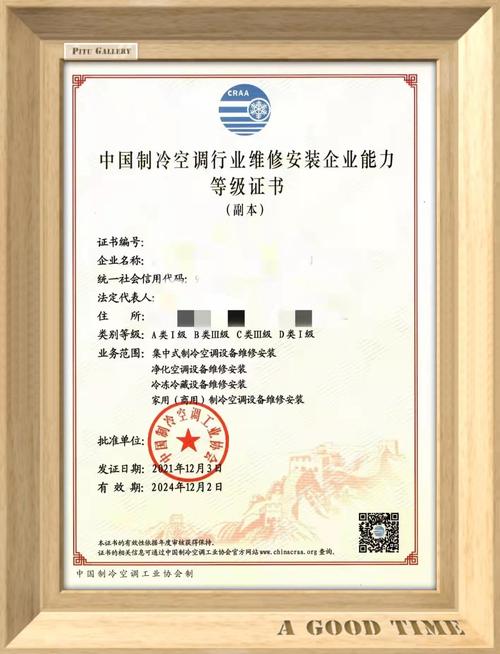 PITU GALLERY
CRAA
中国制冷空调行业维修安装企业能力
等级证书
(副本)
证书编号:
企业名称:
统一社会信用代码: 9
法定代表人:
住 所:
类别等级: A类Ⅰ级 B类Ⅲ级 C类Ⅲ级 D类Ⅰ级
业务范围: 集中式制冷空调设备维修安装
净化空调设备维修安装
冷冻冷藏设备维修安装
家用(商用)制冷空调设备维修安装
批准单位:
中国制冷空调工业协会
发证日期: 2021年12月3日
有 效 期: 2024年12月2日
本证书的有效性依据年度审核获得保持。
证书的相关信息可通过中国制冷空调工业协会官方网站www.chinacraa.org 查询。
中国制冷空调工业协会制
A GOOD TIME